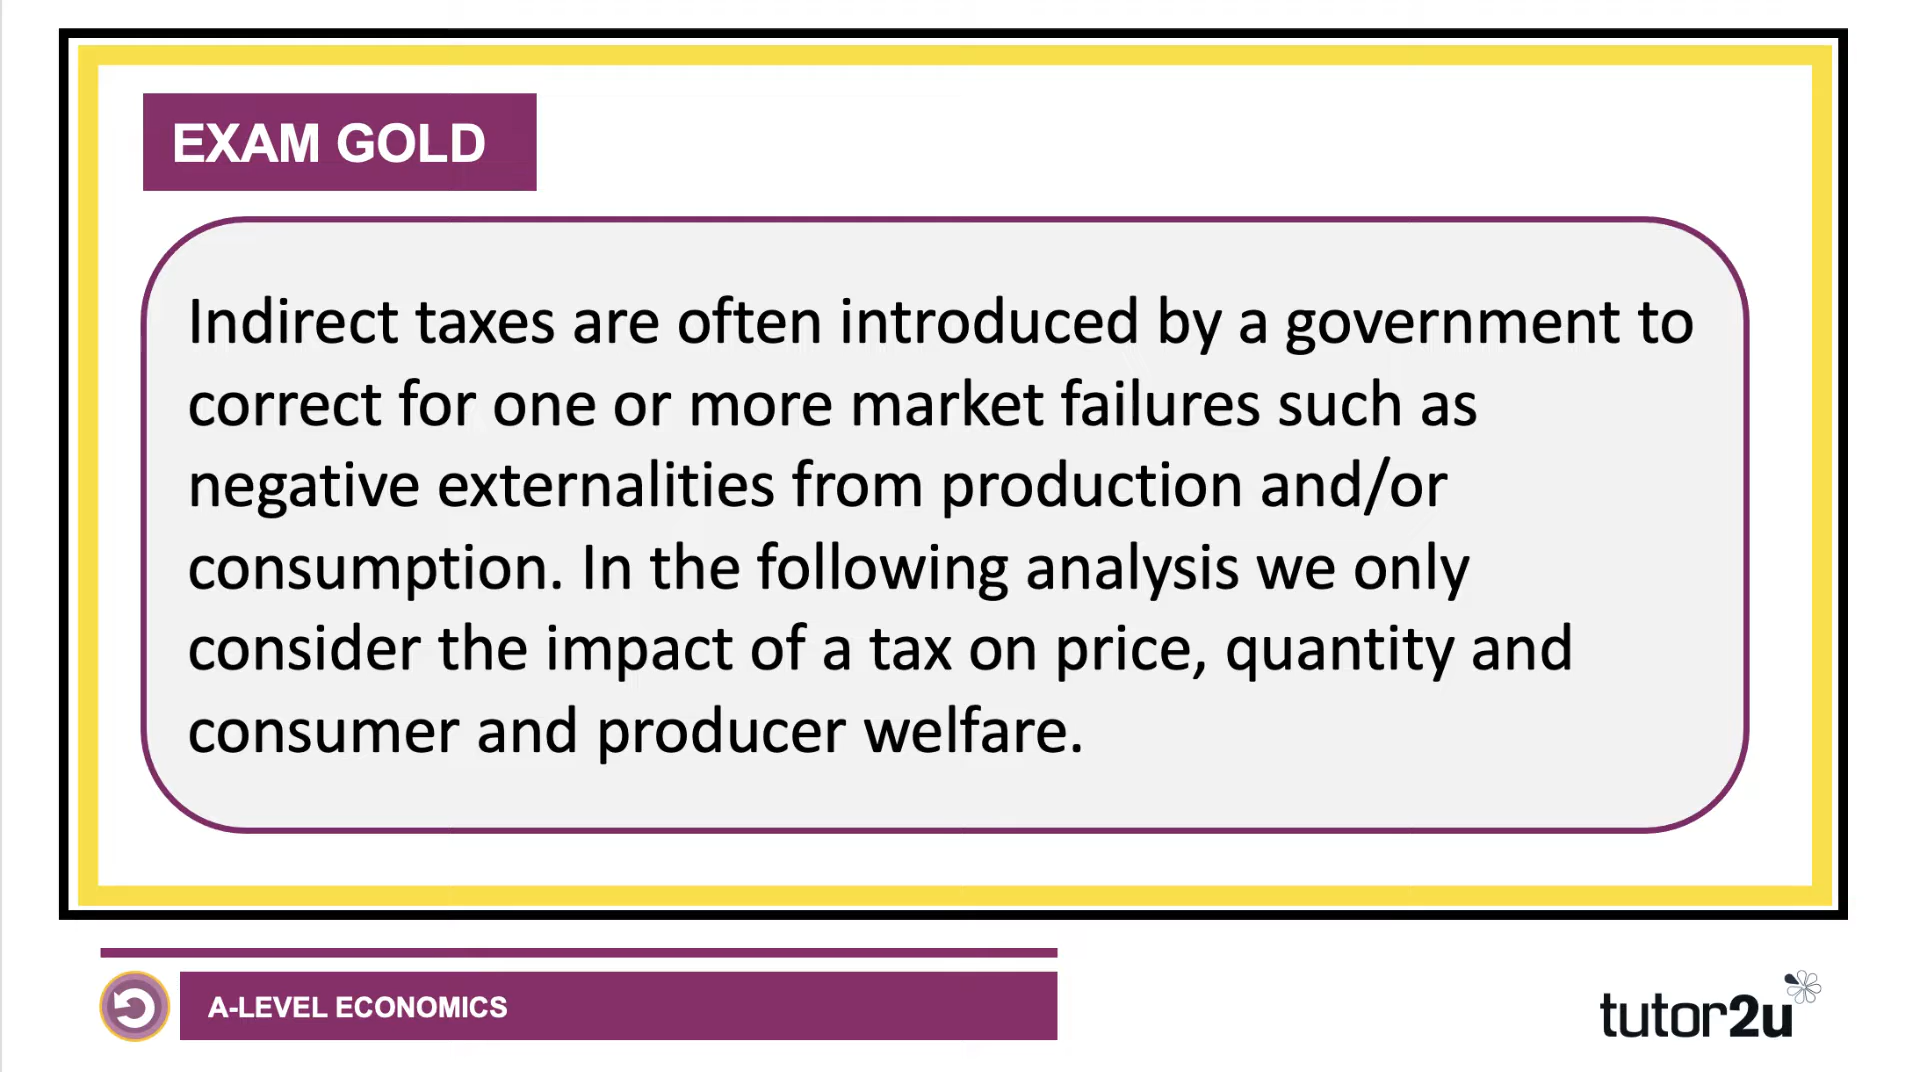 EXAM GOLD
Indirect taxes are often introduced by a government to
correct for one or more market failures such as
negative externalities from production and/or
consumption. In the following analysis we only
consider the impact of a tax on price, quantity and
consumer and producer welfare.
A-LEVEL ECONOMICS
tutor2u